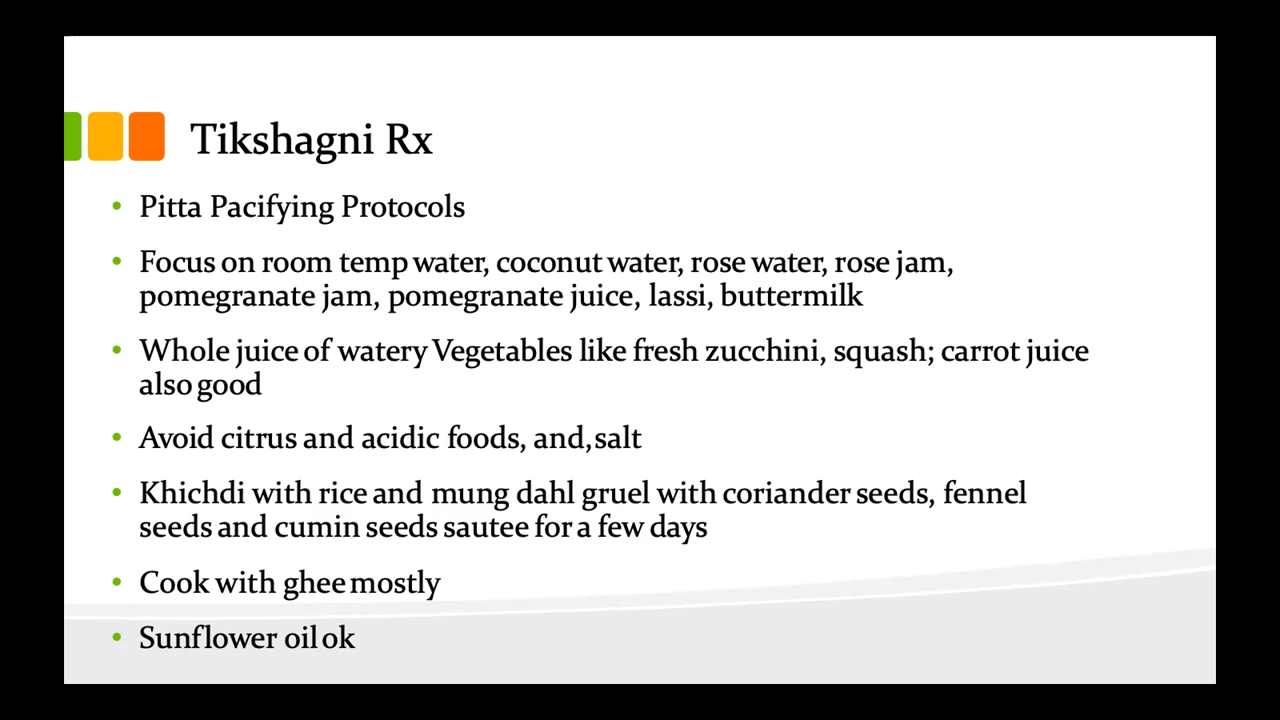 Tikshagni Rx
• Pitta Pacifying Protocols
• Focus on room temp water, coconut water, rose water, rose jam,
pomegranate jam, pomegranate juice, lassi, buttermilk
• Whole juice of watery Vegetables like fresh zucchini, squash; carrot juice
also good
• Avoid citrus and acidic foods, and,salt
• Khichdi with rice and mung dahl gruel with coriander seeds, fennel
seeds and cumin seeds sautee for a few days
• Cook with ghee mostly
• Sunflower oil ok